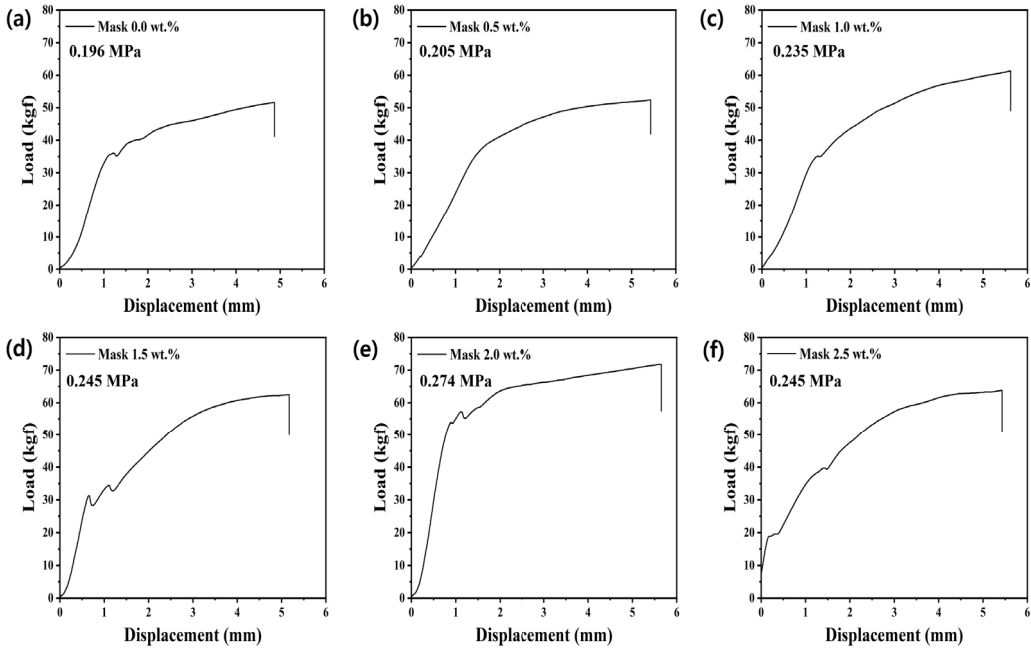 (a)
Mask 0.0 wt.%
0.196 MPa
Load (kgf)
80
70
60
50
40
30
20
10
0
0 1 2 3 4 5 6
Displacement (mm)
(b)
Mask 0.5 wt.%
0.205 MPa
Load (kgf)
80
70
60
50
40
30
20
10
0
0 1 2 3 4 5 6
Displacement (mm)
(c)
Mask 1.0 wt.%
0.235 MPa
Load (kgf)
80
70
60
50
40
30
20
10
0
0 1 2 3 4 5 6
Displacement (mm)
(d)
Mask 1.5 wt.%
0.245 MPa
Load (kgf)
80
70
60
50
40
30
20
10
0
0 1 2 3 4 5 6
Displacement (mm)
(e)
Mask 2.0 wt.%
0.274 MPa
Load (kgf)
80
70
60
50
40
30
20
10
0
0 1 2 3 4 5 6
Displacement (mm)
(f)
Mask 2.5 wt.%
0.245 MPa
Load (kgf)
80
70
60
50
40
30
20
10
0
0 1 2 3 4 5 6
Displacement (mm)